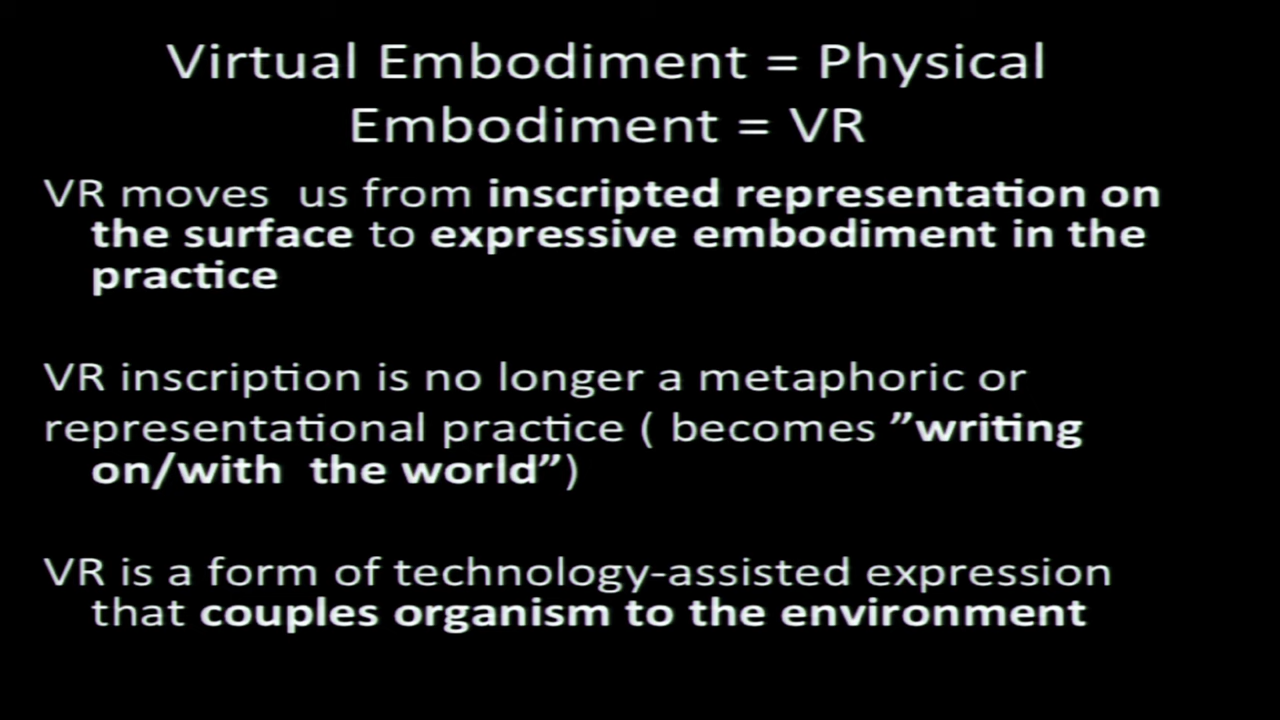 Virtual Embodiment = Physical
Embodiment = VR
VR moves  us from inscripted representation on
the surface to expressive embodiment in the
practice
VR inscription is no longer a metaphoric or
representational practice ( becomes ”writing
on/with  the world”)
VR is a form of technology-assisted expression
that couples organism to the environment